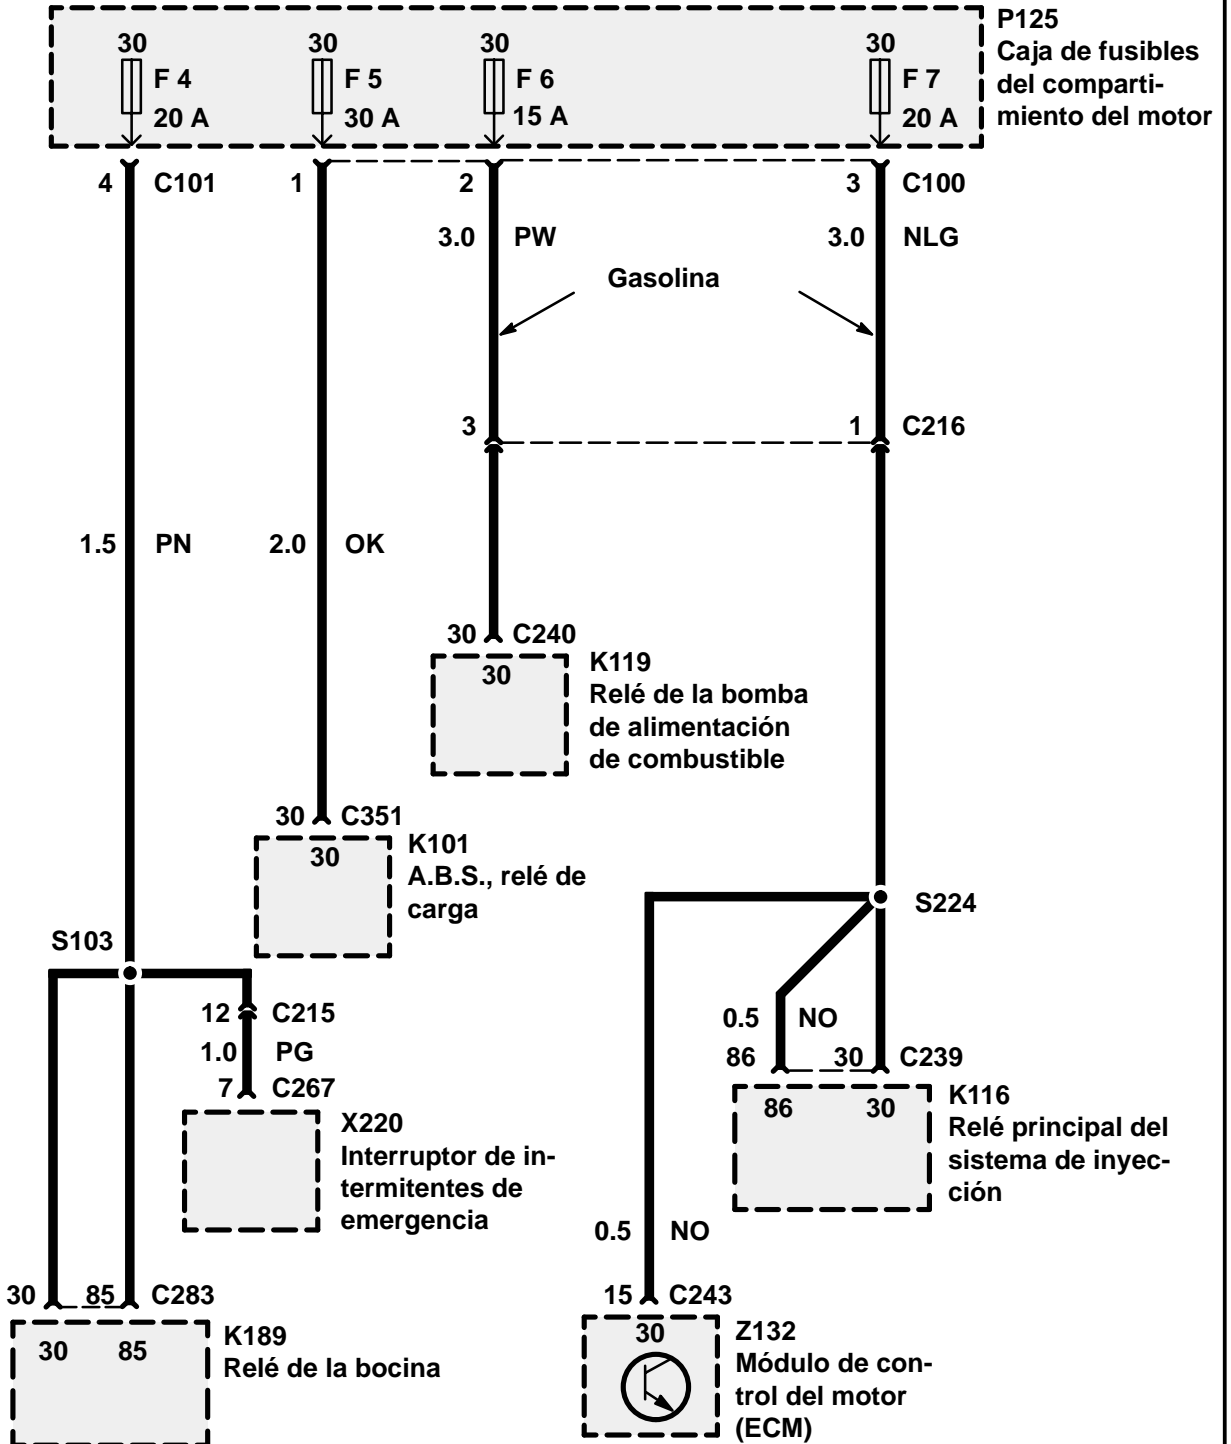 P125
Caja de fusibles
del comparti-
miento del motor
30 30 30 30
F 4 F 5 F 6 F 7
20 A 30 A 15 A 20 A
4 C101 1 2 3 C100
3.0 PW 3.0 NLG
Gasolina
3 1 C216
1.5 PN 2.0 OK
30 C240
30
K119
Relé de la bomba
de alimentación
de combustible
30 C351
30
K101
A.B.S., relé de
carga
S224
S103
12 C215
1.0 PG
7 C267
0.5 NO
86 30 C239
86 30
K116
Relé principal del
sistema de inyec-
ción
X220
Interruptor de in-
termitentes de
emergencia
0.5 NO
30 85 C283
30 85
K189
Relé de la bocina
15 C243
30
Z132
Módulo de con-
trol del motor
(ECM)